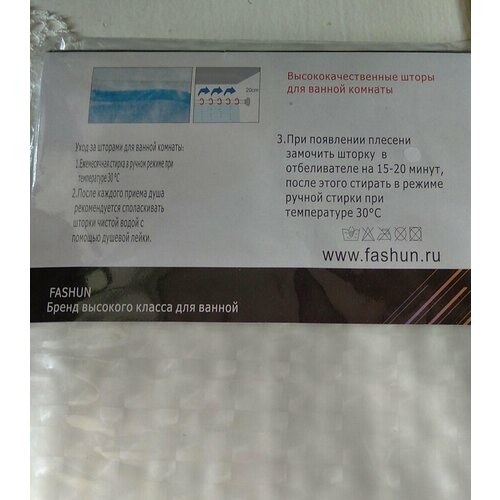 20cm
Высококачественные шторы
для ванной комнаты
Уход за шторами для ванной комнаты:
1.Ежемесячная стирка в ручном режиме при
температуре 30 °С
2.После каждого приема душа
рекомендуется споласкивать
шторки чистой водой с
помощью душевой лейки.
3.При появлении плесени
замочить шторку в
отбеливателе на 15-20 минут,
после этого стирать в режиме
ручной стирки при
температуре 30°С
www.fashun.ru
FASHUN
Бренд высокого класса для ванной